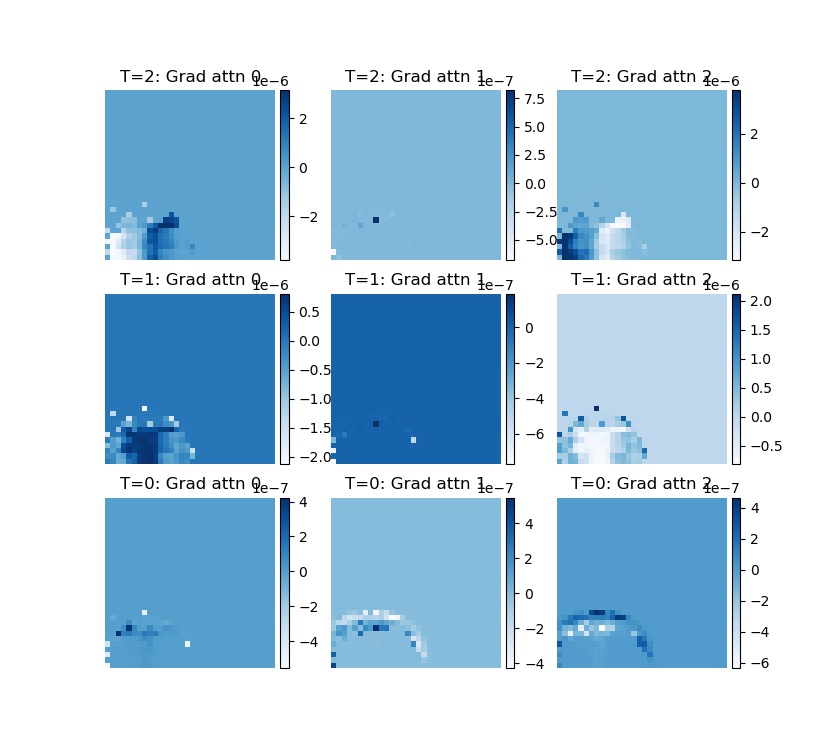 T=2: Grad attn 0
1e−6
T=2: Grad attn 1
1e−7
T=2: Grad attn 2
1e−6
2
0
−2
7.5
5.0
2.5
0.0
−2.5
−5.0
2
0
−2
T=1: Grad attn 0
1e−6
T=1: Grad attn 1
1e−7
T=1: Grad attn 2
1e−6
0.5
0.0
−0.5
−1.0
−1.5
−2.0
0
−2
−4
−6
2.0
1.5
1.0
0.5
0.0
−0.5
T=0: Grad attn 0
1e−7
T=0: Grad attn 1
1e−7
T=0: Grad attn 2
1e−7
4
2
0
−2
−4
4
2
0
−2
−4
4
2
0
−2
−4
−6